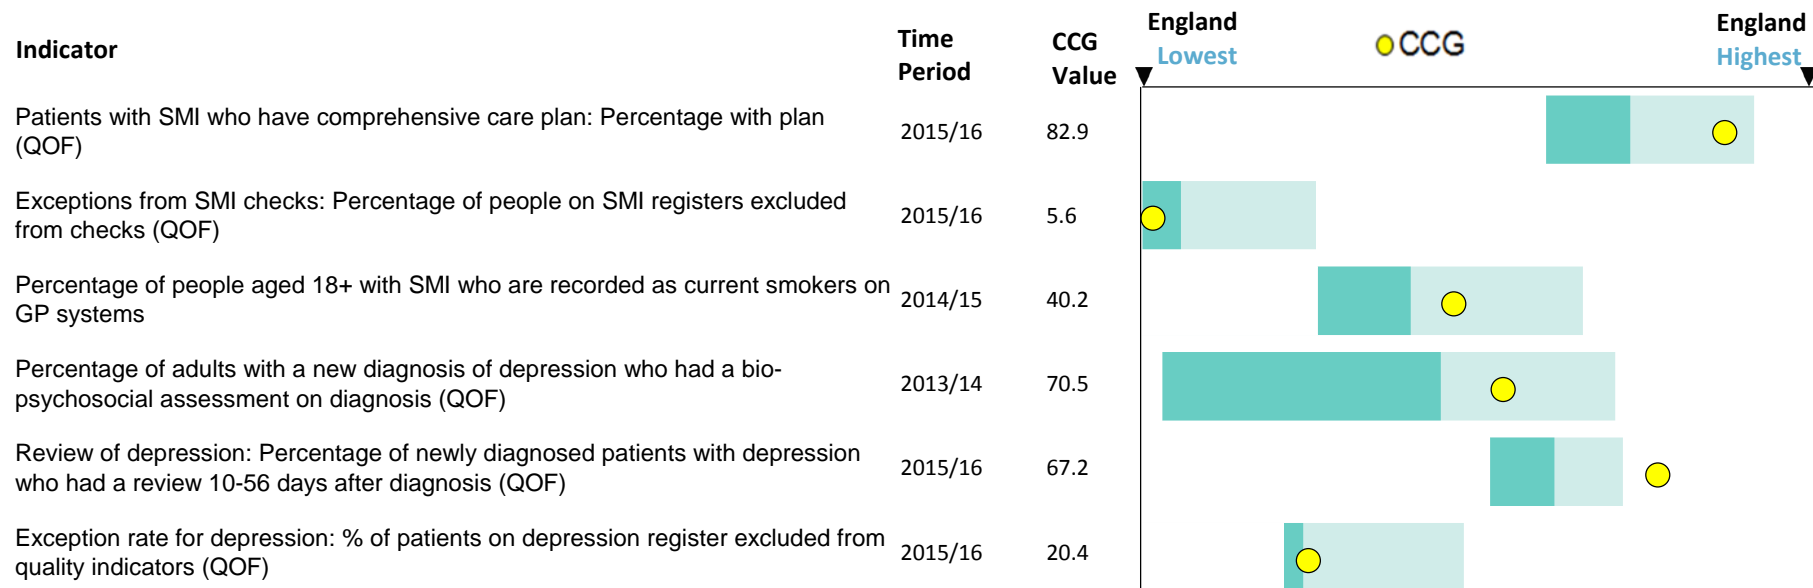 Indicator
Time
Period
CCG
Value
England
Lowest
CCG
England
Highest
Patients with SMI who have comprehensive care plan: Percentage with plan
(QOF)
2015/16
82.9
Exceptions from SMI checks: Percentage of people on SMI registers excluded
from checks (QOF)
2015/16
5.6
Percentage of people aged 18+ with SMI who are recorded as current smokers on
GP systems
2014/15
40.2
Percentage of adults with a new diagnosis of depression who had a bio-
psychosocial assessment on diagnosis (QOF)
2013/14
70.5
Review of depression: Percentage of newly diagnosed patients with depression
who had a review 10-56 days after diagnosis (QOF)
2015/16
67.2
Exception rate for depression: % of patients on depression register excluded from
quality indicators (QOF)
2015/16
20.4